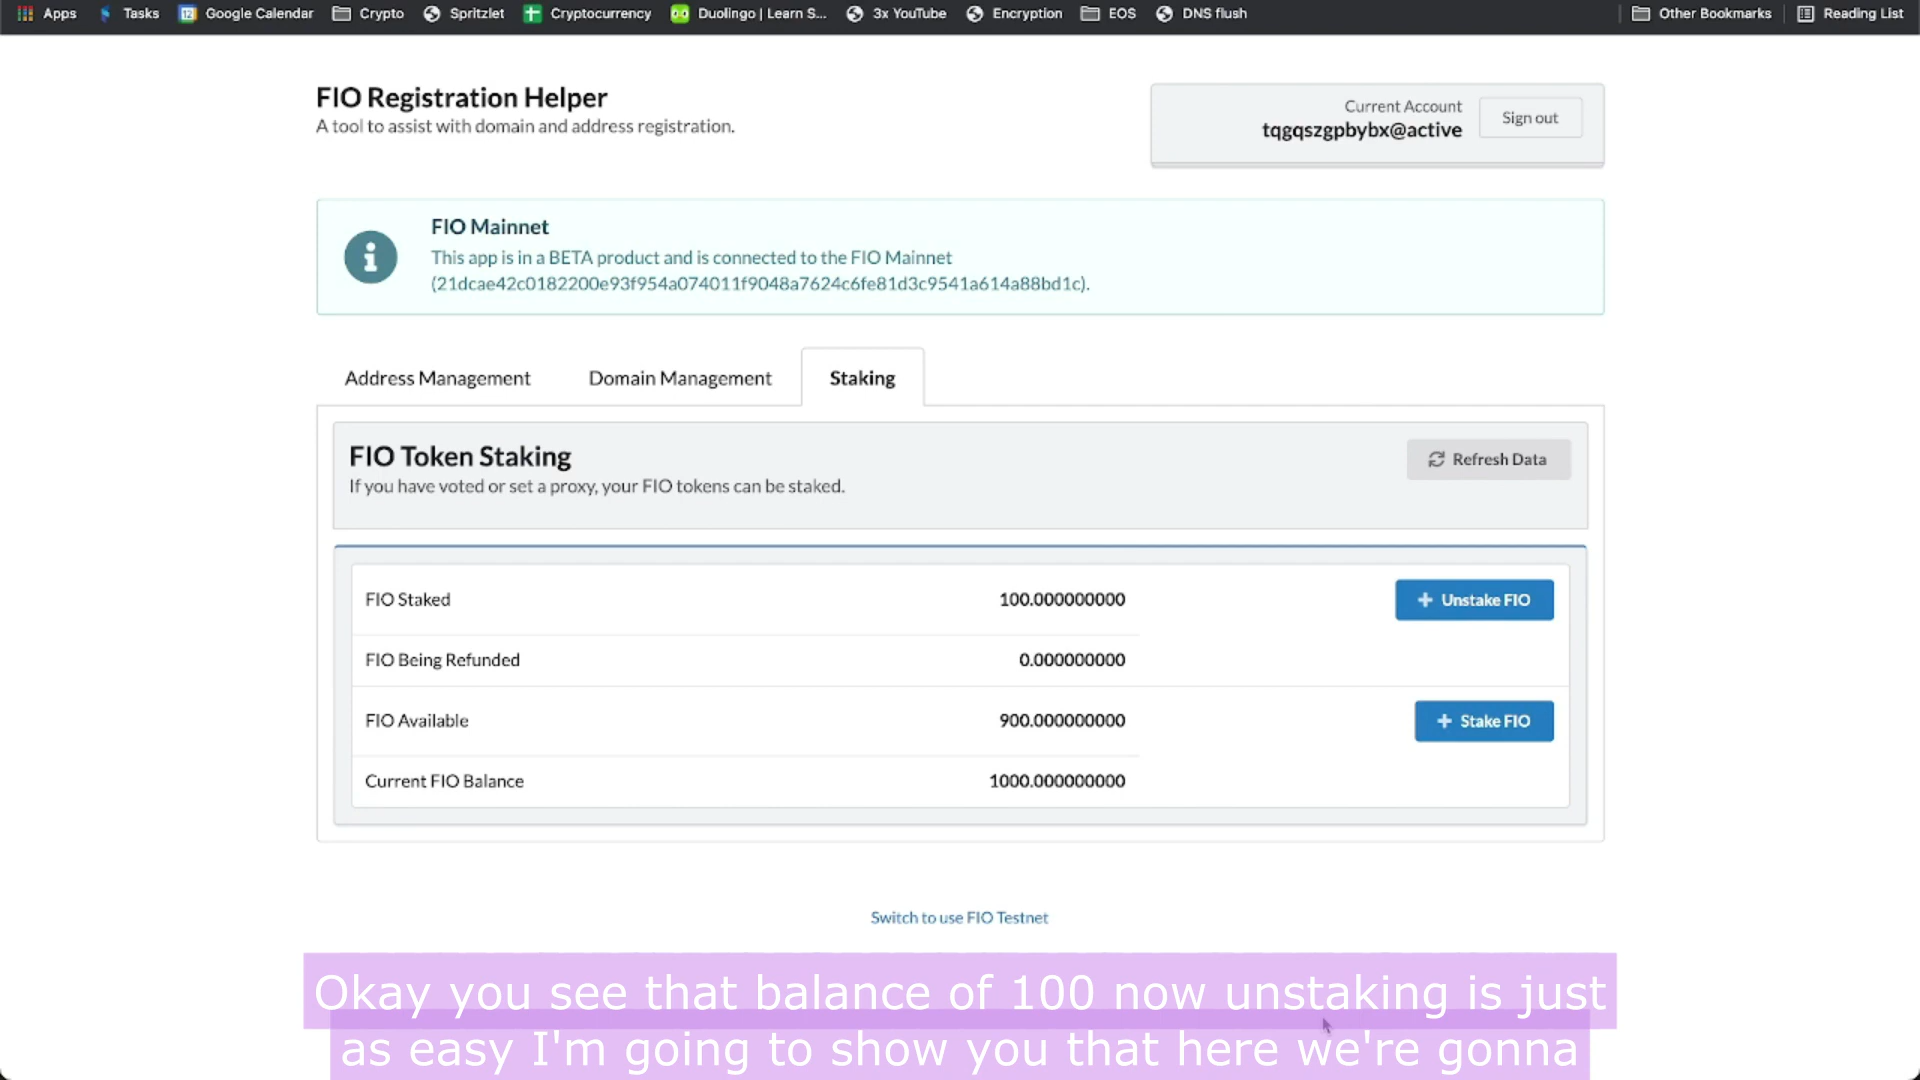 Apps Tasks 12 Google Calendar Crypto Spritzlet Cryptocurrency Duolingo | Learn S... 3x YouTube Encryption EOS DNS flush Other Bookmarks Reading List
FIO Registration Helper
A tool to assist with domain and address registration.
Current Account
tqgqszgpbybx@active
Sign out
FIO Mainnet
This app is in a BETA product and is connected to the FIO Mainnet
(21dcae42c0182200e93f954a074011f9048a7624c6fe81d3c9541a614a88bd1c).
Address Management Domain Management Staking
FIO Token Staking
If you have voted or set a proxy, your FIO tokens can be staked.
Refresh Data
FIO Staked 100.000000000 Unstake FIO
FIO Being Refunded 0.000000000
FIO Available 900.000000000 Stake FIO
Current FIO Balance 1000.000000000
Switch to use FIO Testnet
Okay you see that balance of 100 now unstaking is just
as easy I'm going to show you that here we're gonna